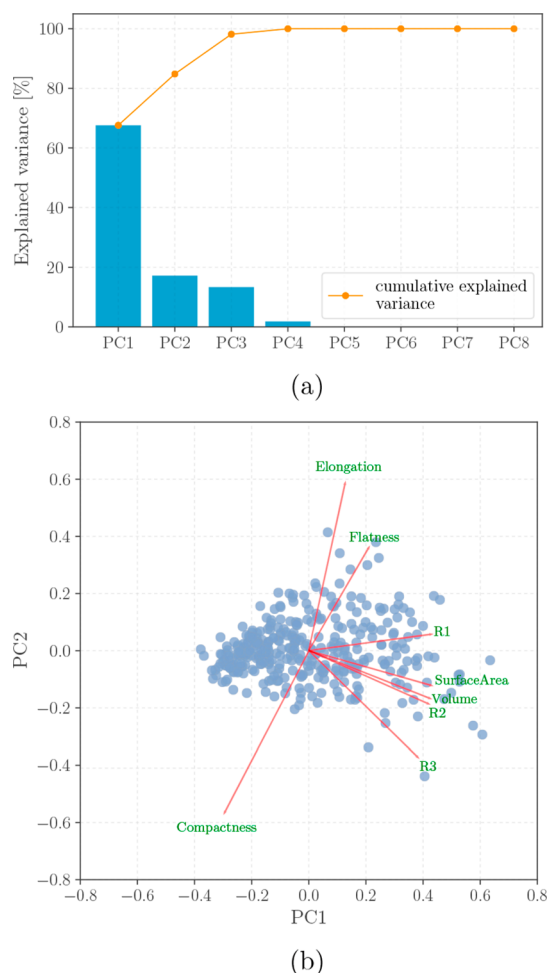 100
80
60
40
20
0
Explained variance [%]
cumulative explained
variance
PC1 PC2 PC3 PC4 PC5 PC6 PC7 PC8
(a)
0.8
0.6
0.4
0.2
0.0
−0.2
−0.4
−0.6
−0.8
PC2
Elongation
Flatness
R1
SurfaceArea
Volume
R2
R3
Compactness
−0.8 −0.6 −0.4 −0.2 0.0 0.2 0.4 0.6 0.8
PC1
(b)